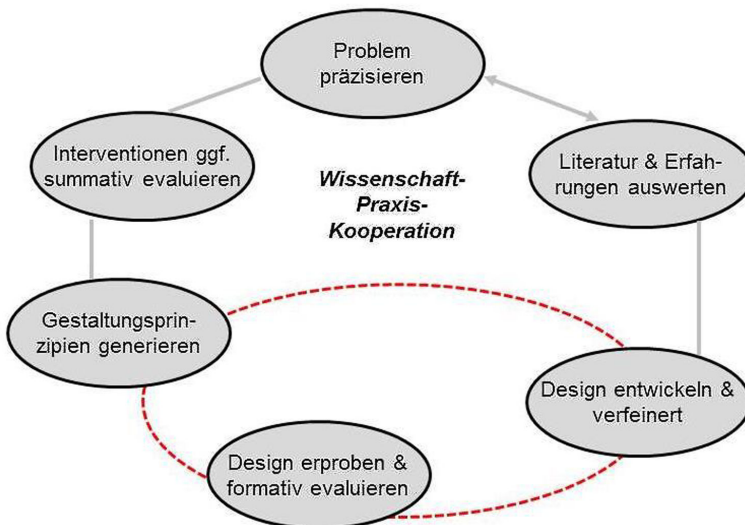 Problem
präzisieren
Literatur & Erfah-
rungen auswerten
Design entwickeln &
verfeinert
Design erproben &
formativ evaluieren
Gestaltungsprin-
zipien generieren
Interventionen ggf.
summativ evaluieren
Wissenschaft-
Praxis-
Kooperation